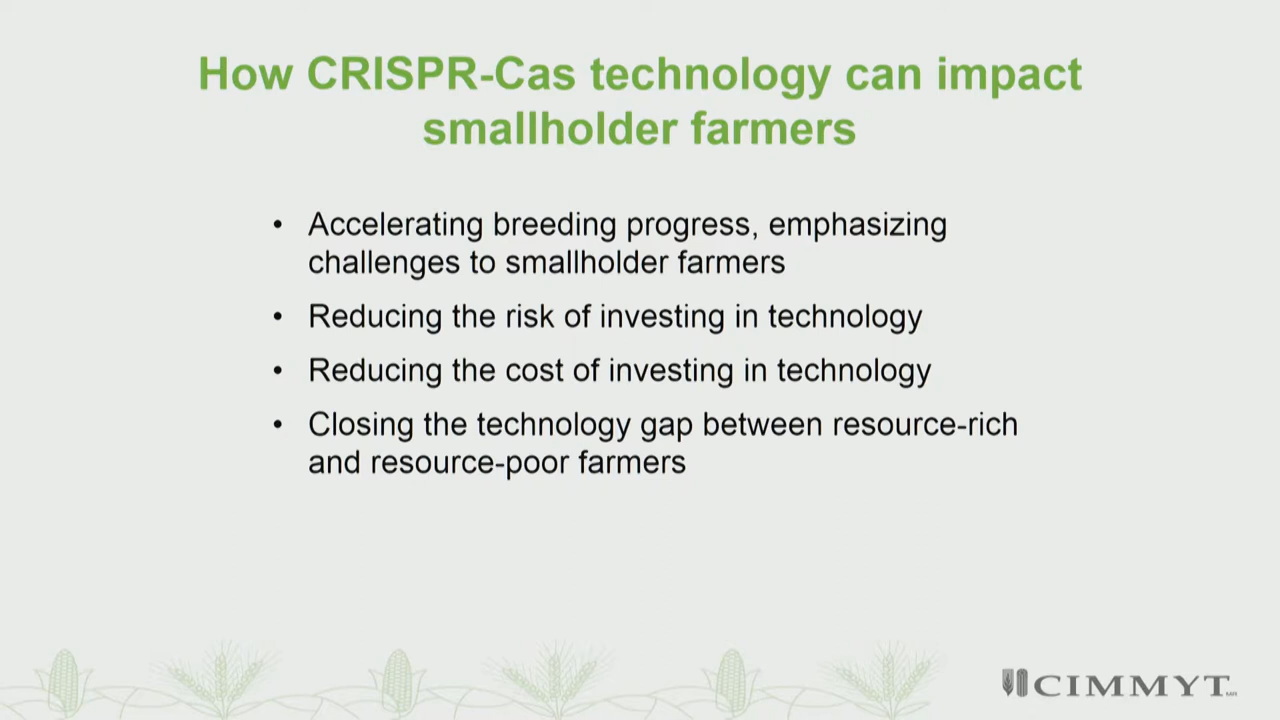 How CRISPR-Cas technology can impact
smallholder farmers
• Accelerating breeding progress, emphasizing
challenges to smallholder farmers
• Reducing the risk of investing in technology
• Reducing the cost of investing in technology
• Closing the technology gap between resource-rich
and resource-poor farmers
CIMMYT